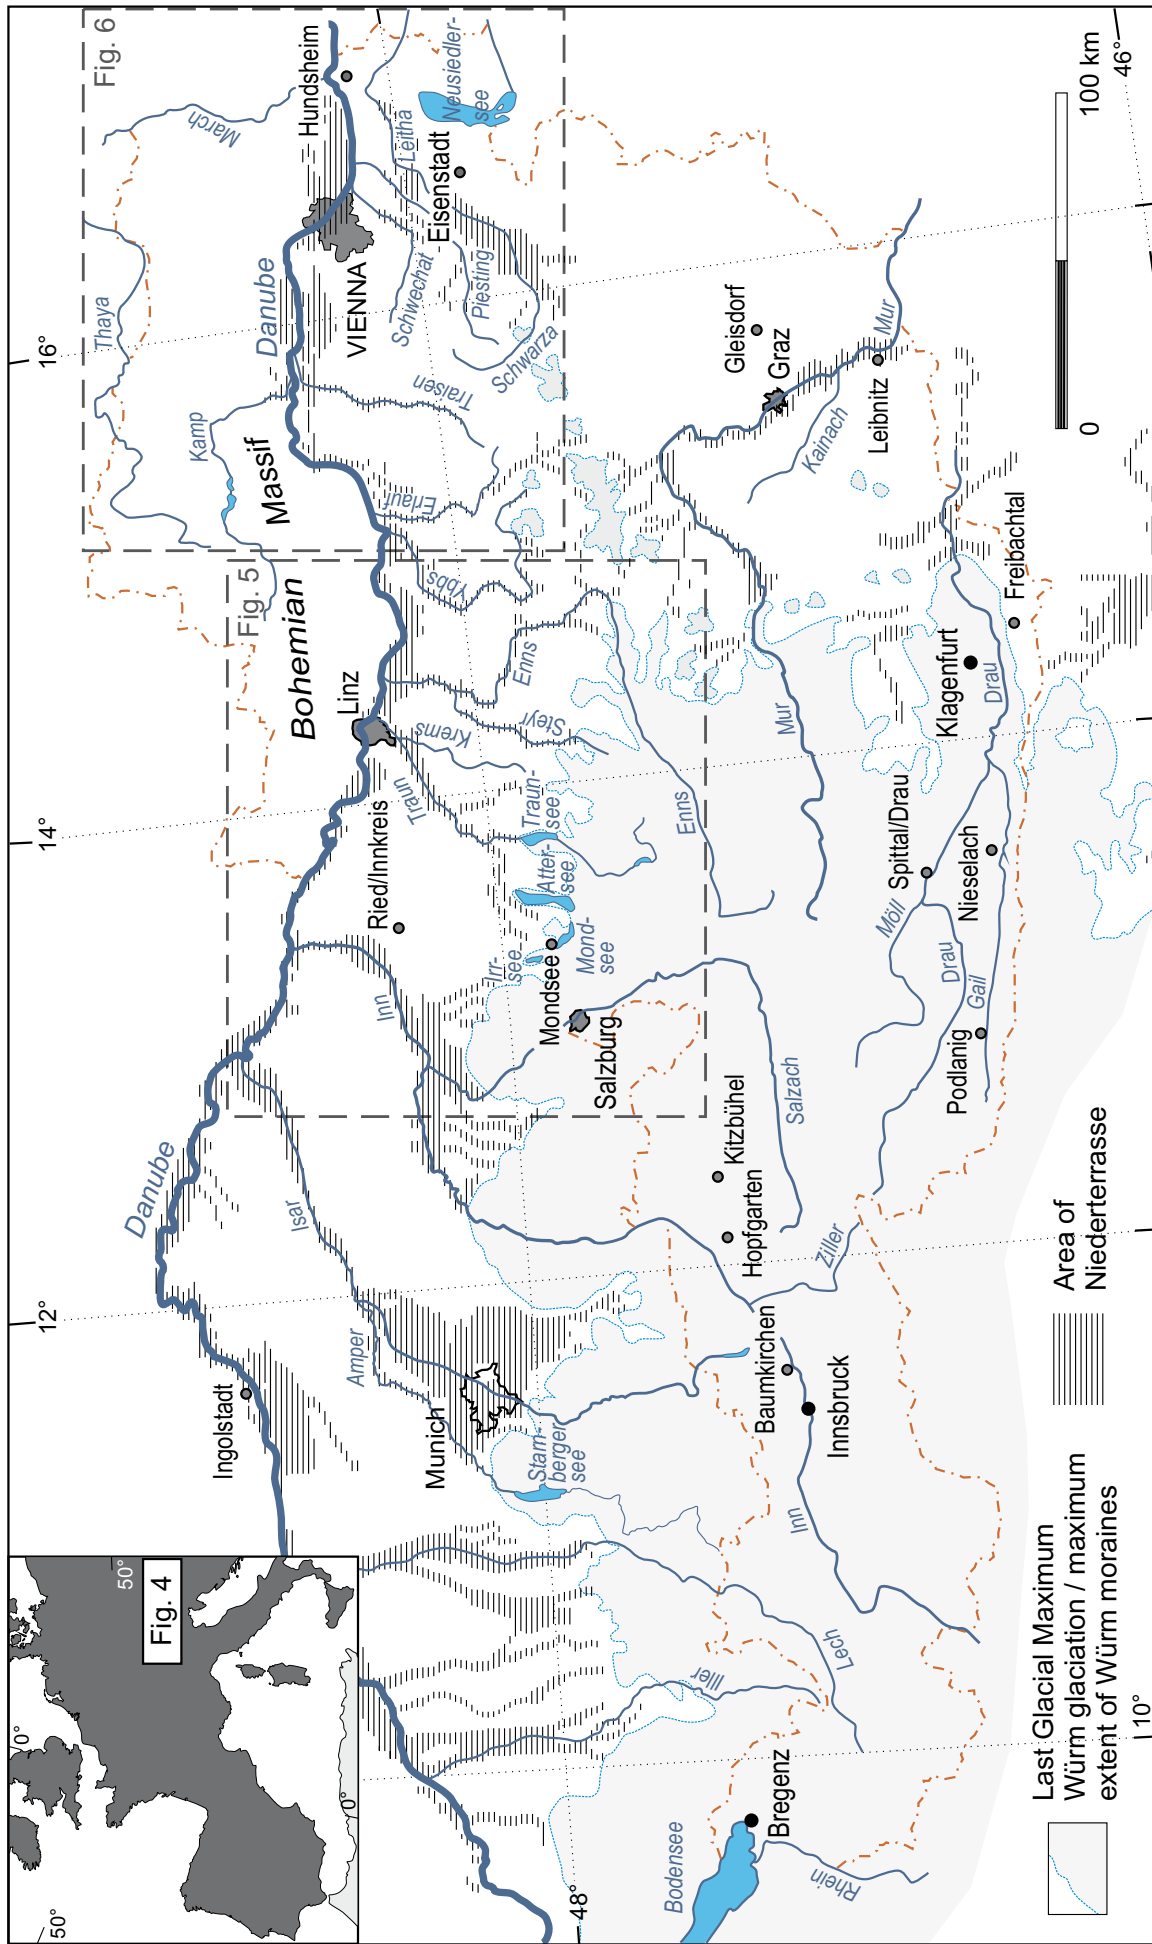 50°
0°
50°
0°
Fig. 4
12°
14°
16°
Fig. 6
Fig. 5
Danube
Danube
Thaya
March
Kamp
Bohemian
Massif
Hundsheim
VIENNA
Leitha
Neusiedler-
see
Eisenstadt
Schwechat
Piesting
Schwarza
Traisen
Erlauf
Ybbs
Enns
Linz
Steyr
Krems
Traun
Traun-
see
Atter-
see
Mond-
see
Irr-
see
Mondsee
Salzburg
Ried/Innkreis
Inn
Isar
Amper
Ingolstadt
Munich
Starn-
berger
see
Enns
Mur
Salzach
Kitzbühel
Hopfgarten
Ziller
Baumkirchen
Innsbruck
Inn
Lech
Iller
48°
Bodensee
Bregenz
Rhein
Gleisdorf
Graz
Kainach
Leibnitz
Mur
Freibachtal
Klagenfurt
Drau
Spittal/Drau
Nieselach
Möll
Drau
Gail
Podlanig
10°
46°
0
100 km
Last Glacial Maximum
Würm glaciation / maximum
extent of Würm moraines
Area of
Niederterrasse